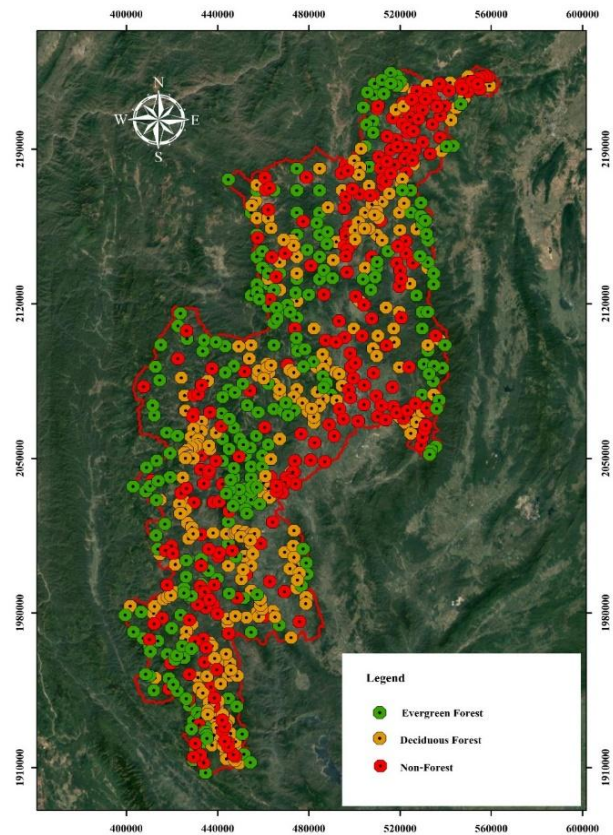 400000 440000 480000 520000 560000 600000
N
W E
S
2190000 2190000
2120000 2120000
2050000 2050000
1980000 1980000
1910000 1910000
Legend
Evergreen Forest
Deciduous Forest
Non-Forest
400000 440000 480000 520000 560000 600000